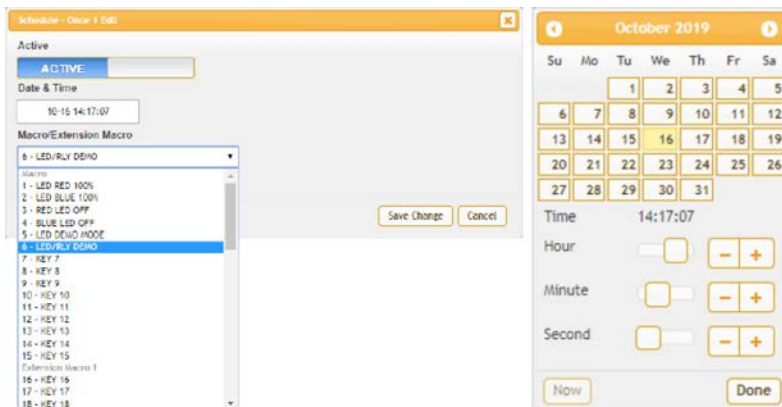 Schedule - Once 1 Edit
Active
ACTIVE
Date & Time
10-16 14:17:07
Macro/Extension Macro
6 - LED/RLY DEMO
Macro
1 - LED RED 100%
2 - LED BLUE 100%
3 - RED LED OFF
4 - BLUE LED OFF
5 - LED DEMO MODE
6 - LED/RLY DEMO
7 - KEY 7
8 - KEY 8
9 - KEY 9
10 - KEY 10
11 - KEY 11
12 - KEY 12
13 - KEY 13
14 - KEY 14
15 - KEY 15
Extension Macro 1
16 - KEY 16
17 - KEY 17
18 - KEY 18
Save Change Cancel
October 2019
Su Mo Tu We Th Fr Sa
1 2 3 4 5
6 7 8 9 10 11 12
13 14 15 16 17 18 19
20 21 22 23 24 25 26
27 28 29 30 31
Time 14:17:07
Hour - +
Minute - +
Second - +
Now Done